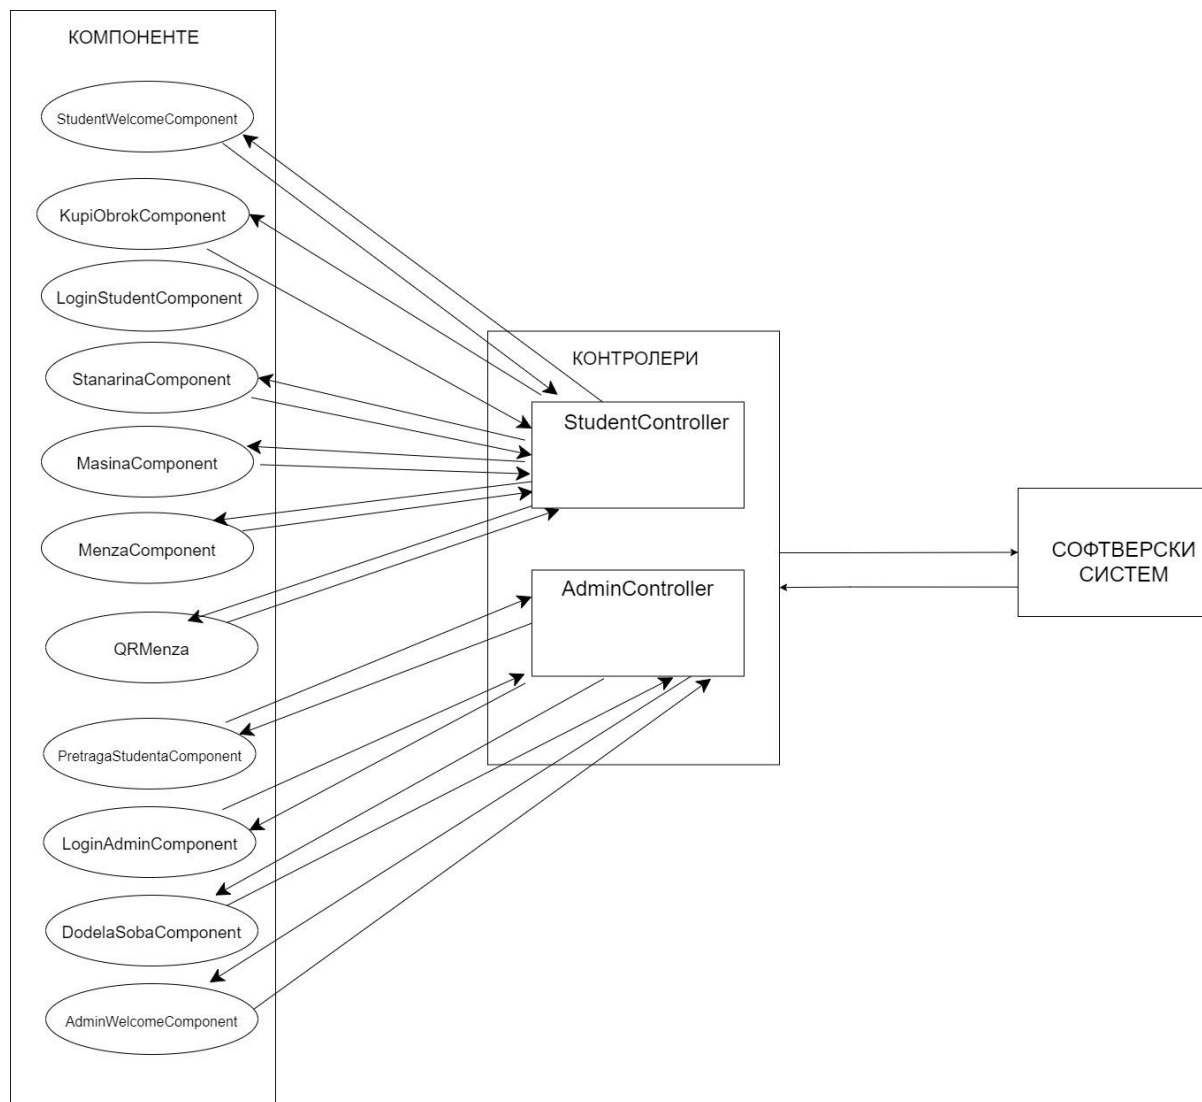 КОМПОНЕНТЕ
StudentWelcomeComponent
KupiObrokComponent
LoginStudentComponent
StanarinaComponent
MasinaComponent
MenzaComponent
QRMenza
PretragaStudentaComponent
LoginAdminComponent
DodelaSobaComponent
AdminWelcomeComponent
КОНТРОЛЕРИ
StudentController
AdminController
СОФТВЕРСКИ
СИСТЕМ